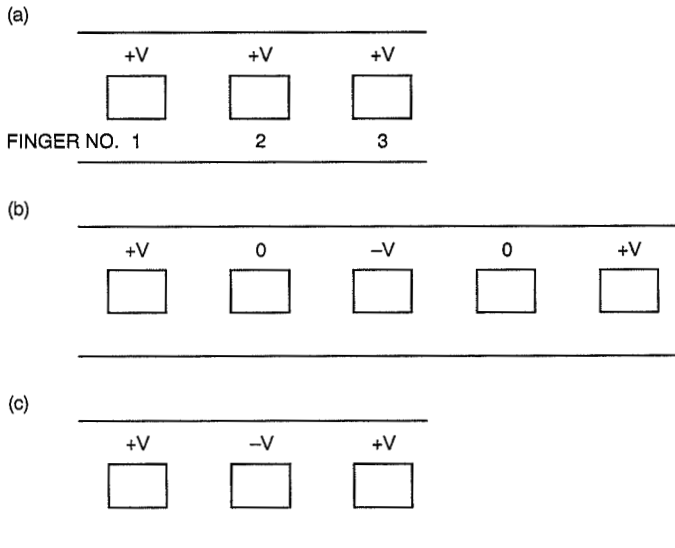 (a)
+V +V +V
FINGER NO. 1 2 3
(b)
+V 0 –V 0 +V
(c)
+V –V +V